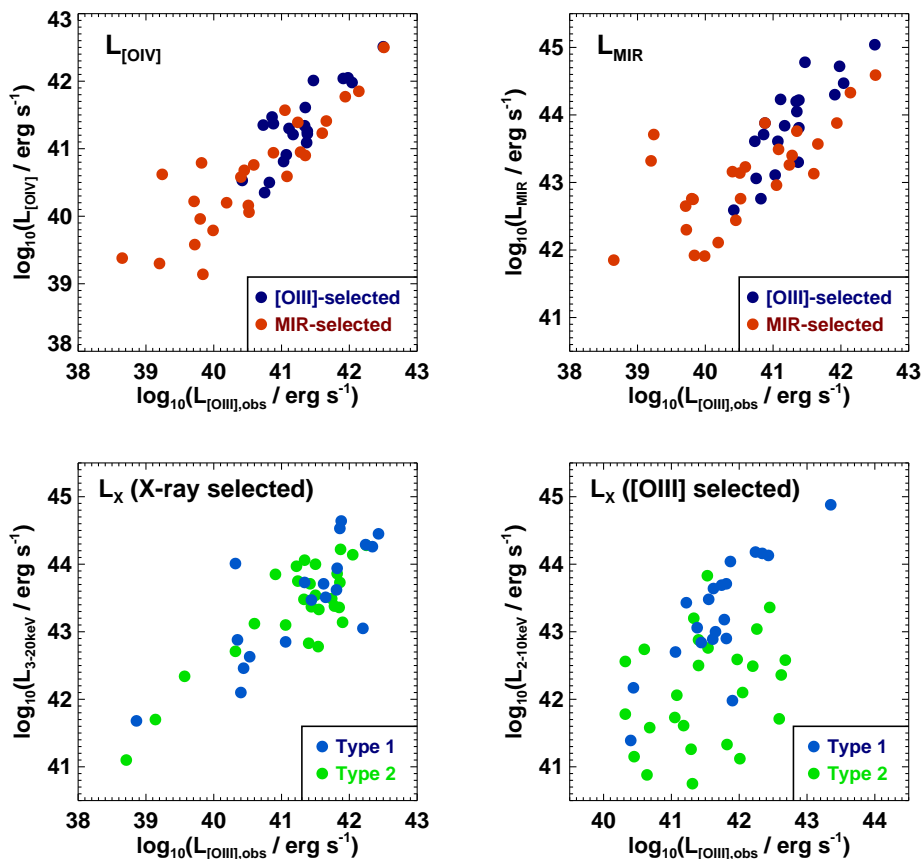 L[OIV]
43
42
41
40
39
38
log10(L[OIV] / erg s-1)
[OIII]-selected
MIR-selected
38 39 40 41 42 43
log10(L[OIII],obs / erg s-1)
LMIR
45
44
43
42
41
log10(LMIR / erg s-1)
[OIII]-selected
MIR-selected
38 39 40 41 42 43
log10(L[OIII],obs / erg s-1)
LX (X-ray selected)
45
44
43
42
41
log10(L3-20keV / erg s-1)
Type 1
Type 2
38 39 40 41 42 43
log10(L[OIII],obs / erg s-1)
LX ([OIII] selected)
45
44
43
42
41
log10(L2-10keV / erg s-1)
Type 1
Type 2
40 41 42 43 44
log10(L[OIII],obs / erg s-1)